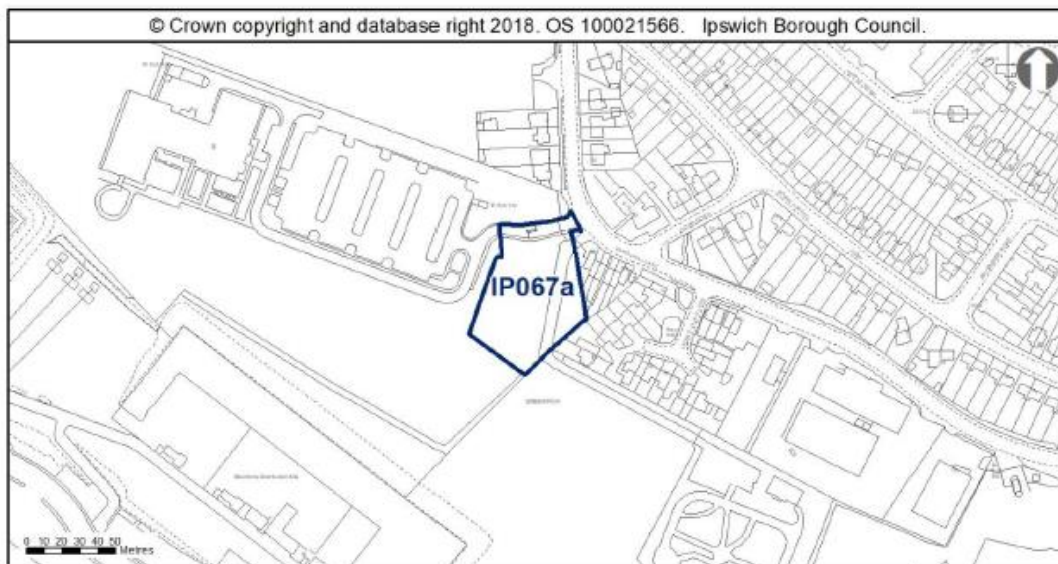 © Crown copyright and database right 2018. OS 100021566. Ipswich Borough Council.
IP067a
0 10 20 30 40 50
Metres